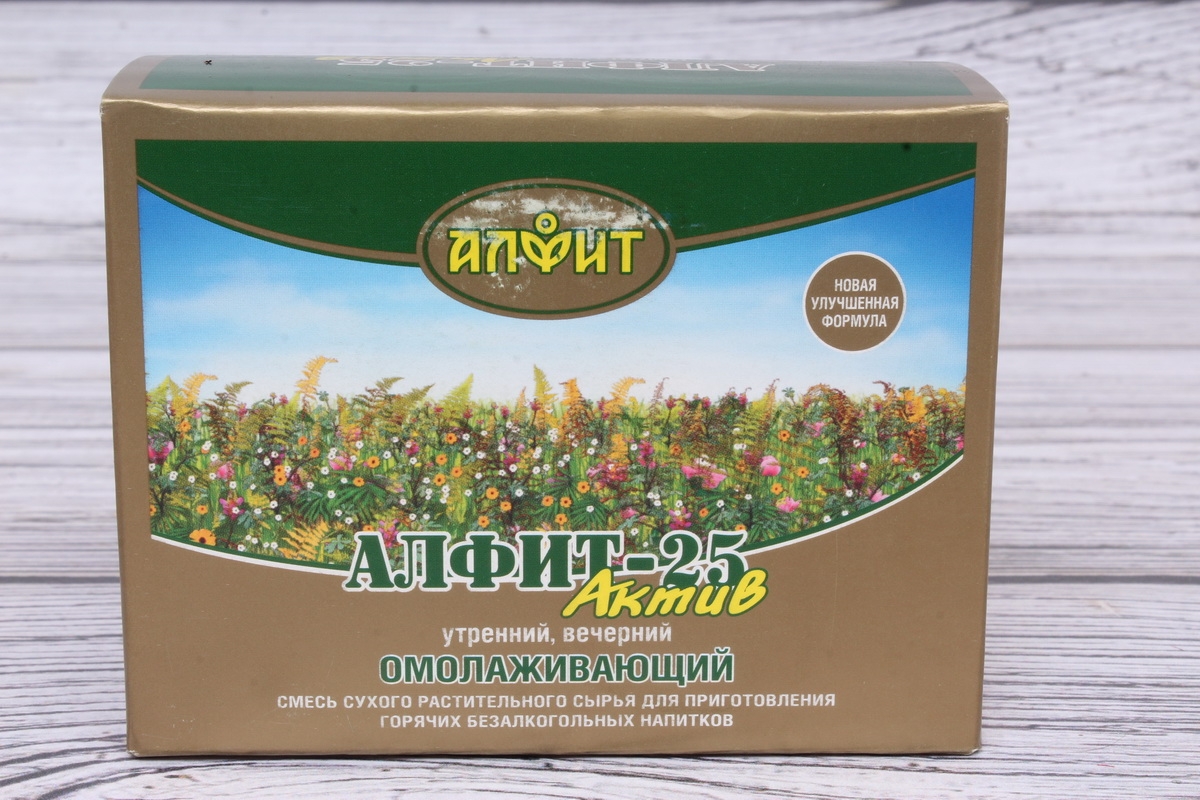 АЛФИТ
НОВАЯ
УЛУЧШЕННАЯ
ФОРМУЛА
АЛФИТ-25
Актив
утренний, вечерний
ОМОЛАЖИВАЮЩИЙ
СМЕСЬ СУХОГО РАСТИТЕЛЬНОГО СЫРЬЯ ДЛЯ ПРИГОТОВЛЕНИЯ
ГОРЯЧИХ БЕЗАЛКОГОЛЬНЫХ НАПИТКОВ